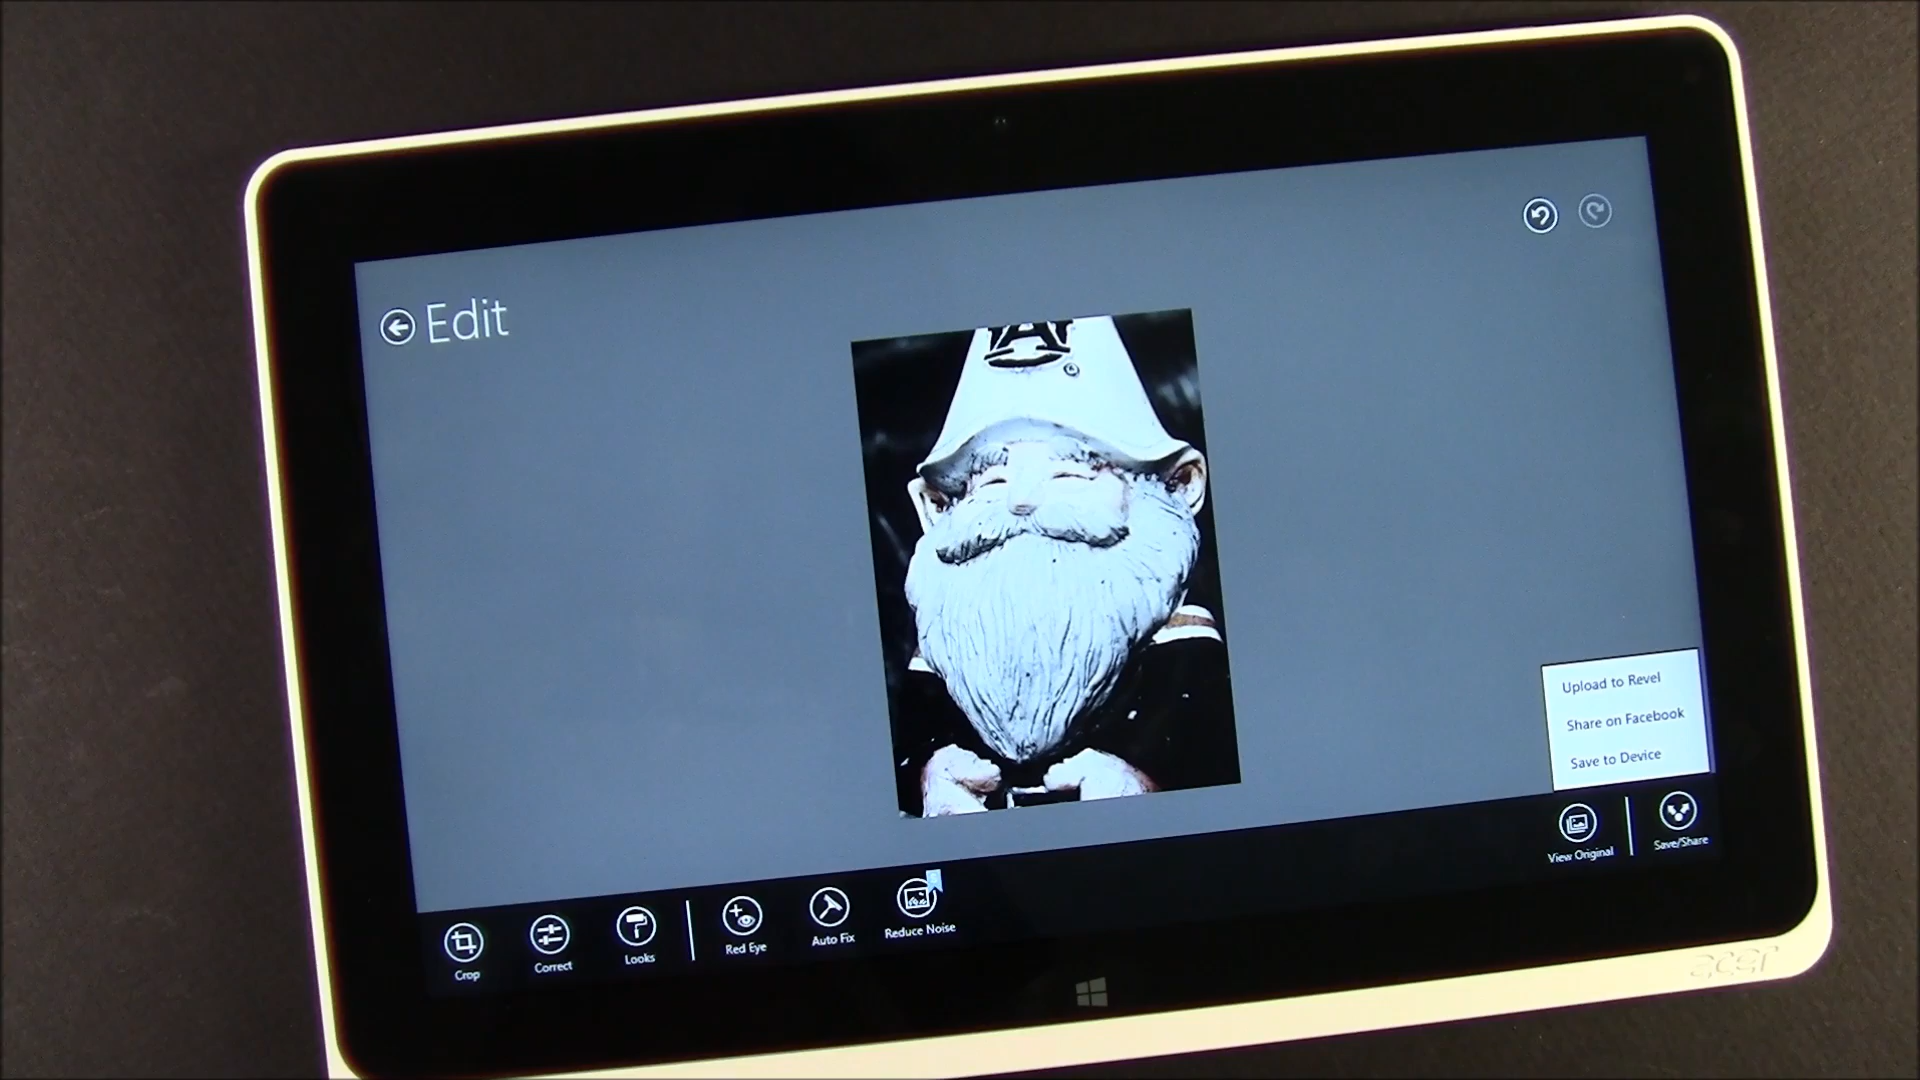 Edit
A
®
Upload to Revel
Share on Facebook
Save to Device
View Original
Save/Share
Crop
Correct
Looks
Red Eye
Auto Fix
Reduce Noise
acer